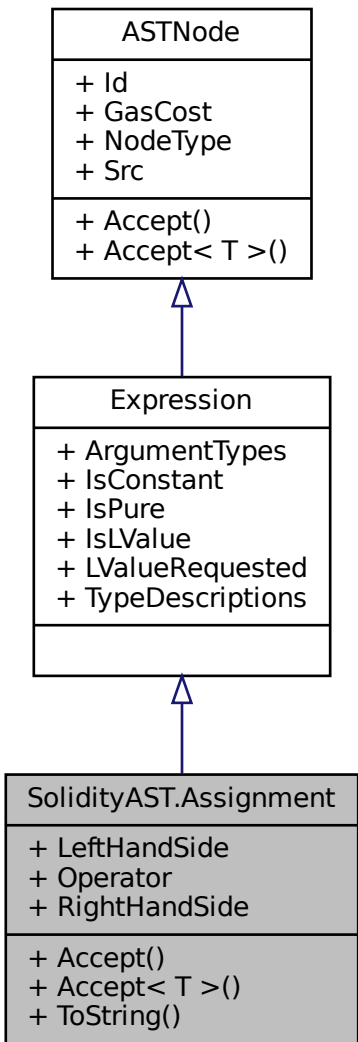 ASTNode
+ Id
+ GasCost
+ NodeType
+ Src
+ Accept()
+ Accept< T >()
Expression
+ ArgumentTypes
+ IsConstant
+ IsPure
+ IsLValue
+ LValueRequested
+ TypeDescriptions
SolidityAST.Assignment
+ LeftHandSide
+ Operator
+ RightHandSide
+ Accept()
+ Accept< T >()
+ ToString()